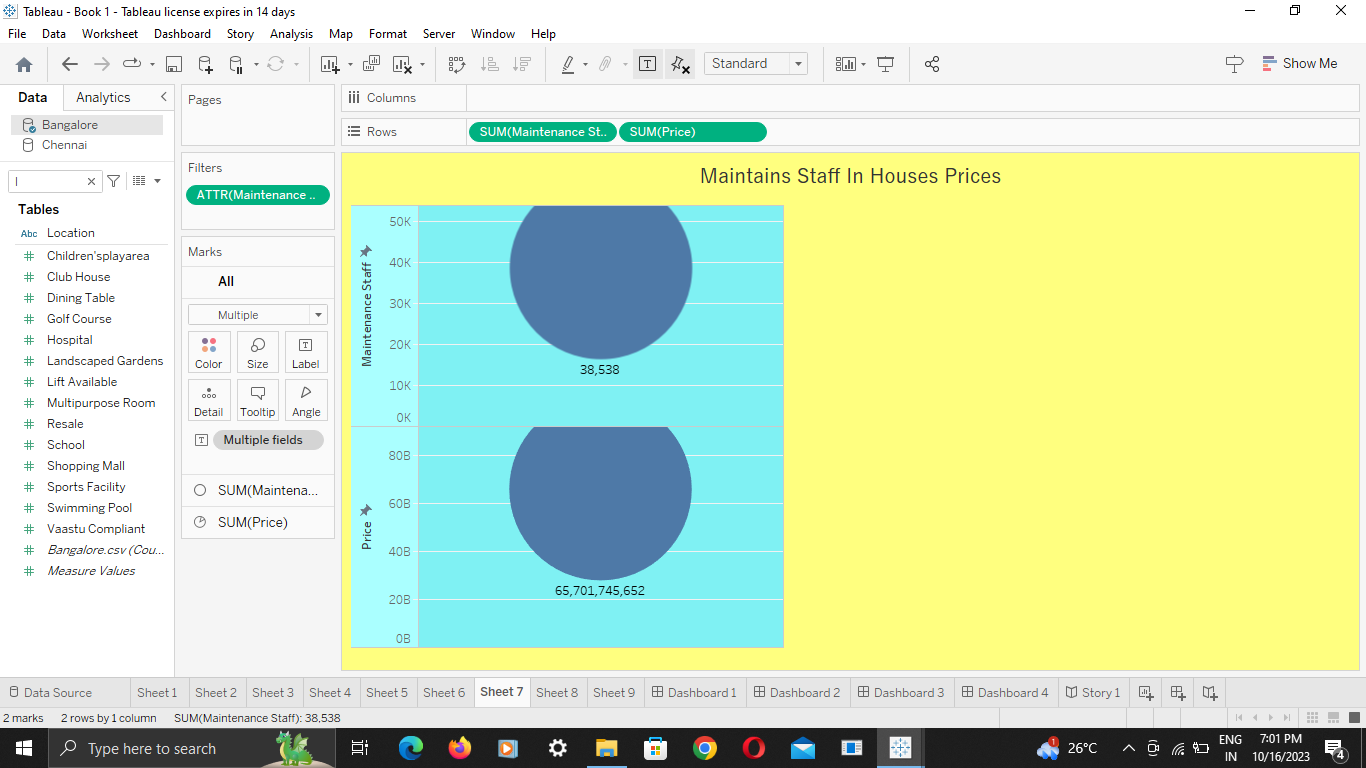 Tableau - Book 1 - Tableau license expires in 14 days
File Data Worksheet Dashboard Story Analysis Map Format Server Window Help
Standard
Show Me
Data Analytics
Bangalore
Chennai
l
Tables
Abc Location
# Children'splayarea
# Club House
# Dining Table
# Golf Course
# Hospital
# Landscaped Gardens
# Lift Available
# Multipurpose Room
# Resale
# School
# Shopping Mall
# Sports Facility
# Swimming Pool
# Vaastu Compliant
# Bangalore.csv (Cou...
# Measure Values
Pages
Filters
ATTR(Maintenance ..
Marks
All
Multiple
Color Size Label
Detail Tooltip Angle
Multiple fields
SUM(Maintena...
SUM(Price)
Columns
Rows SUM(Maintenance St.. SUM(Price)
Maintains Staff In Houses Prices
Maintenance Staff
50K
40K
30K
20K
10K
0K
38,538
Price
80B
60B
40B
20B
0B
65,701,745,652
Data Source Sheet 1 Sheet 2 Sheet 3 Sheet 4 Sheet 5 Sheet 6 Sheet 7 Sheet 8 Sheet 9 Dashboard 1 Dashboard 2 Dashboard 3 Dashboard 4 Story 1
2 marks 2 rows by 1 column SUM(Maintenance Staff): 38,538
Type here to search
1
26°C
ENG
IN
7:01 PM
10/16/2023
4